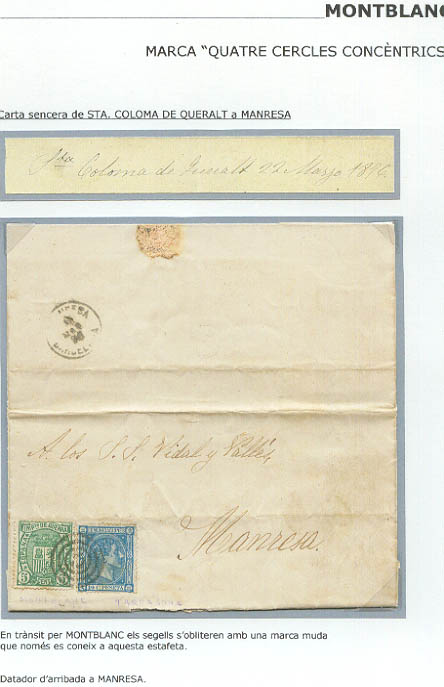 MONTBLANC
MARCA “QUATRE CERCLES CONCÈNTRICS
Carta sencera de STA. COLOMA DE QUERALT a MANRESA
Sta Coloma de Queralt 22 Marzo 1876.
A los S. S. Vidal y Vallés,
Manresa.
En trànsit per MONTBLANC els segells s'obliteren amb una marca muda
que només es coneix a aquesta estafeta.
Datador d'arribada a MANRESA.